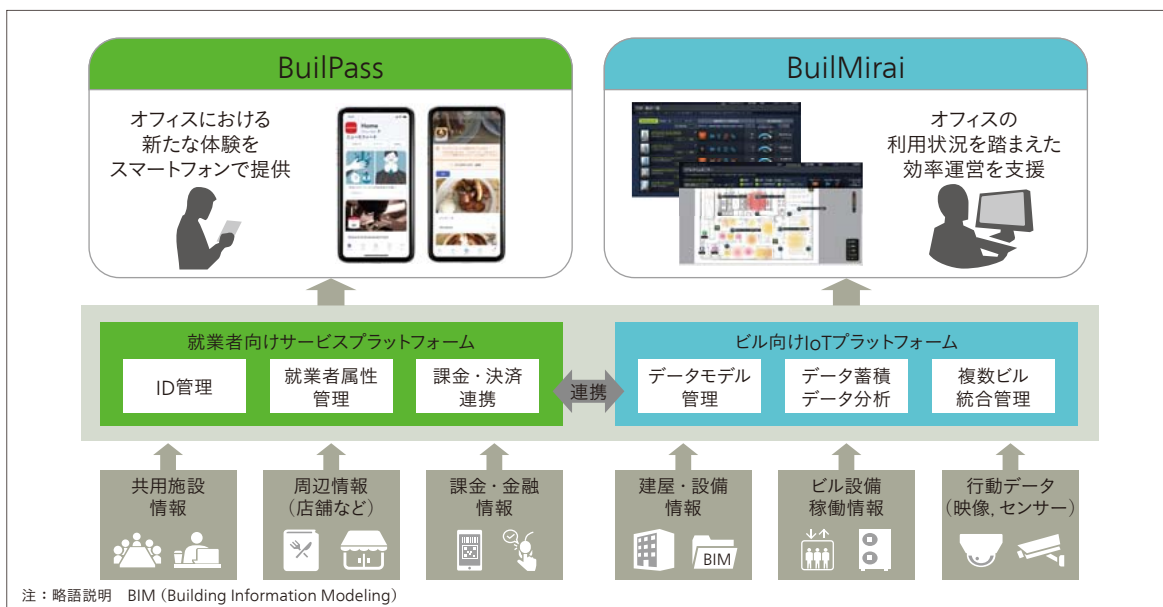 BuilPass
オフィスにおける
新たな体験を
スマートフォンで提供
Home
BuilMirai
オフィスの
利用状況を踏まえた
効率運営を支援
就業者向けサービスプラットフォーム
ID管理
就業者属性
管理
課金・決済
連携
連携
ビル向けIoTプラットフォーム
データモデル
管理
データ蓄積
データ分析
複数ビル
統合管理
共用施設
情報
周辺情報
（店舗など）
課金・金融
情報
建屋・設備
情報
BIM
ビル設備
稼働情報
行動データ
（映像，センサー）
注：略語説明　BIM（Building Information Modeling）